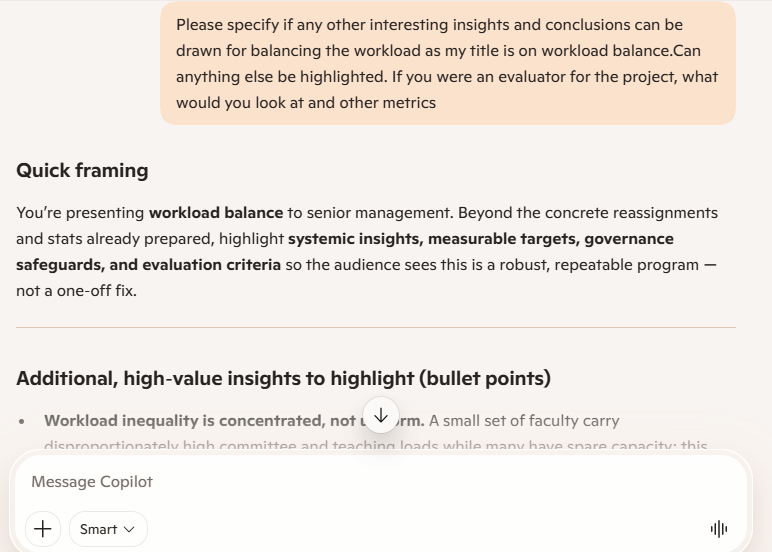 Please specify if any other interesting insights and conclusions can be
drawn for balancing the workload as my title is on workload balance.Can
anything else be highlighted. If you were an evaluator for the project, what
would you look at and other metrics
Quick framing
You’re presenting workload balance to senior management. Beyond the concrete reassignments
and stats already prepared, highlight systemic insights, measurable targets, governance
safeguards, and evaluation criteria so the audience sees this is a robust, repeatable program —
not a one-off fix.
Additional, high-value insights to highlight (bullet points)
• Workload inequality is concentrated, not A small set of faculty carry
disproportionately high committee and teaching loads while many have spare capacity; this
Message Copilot
Smart